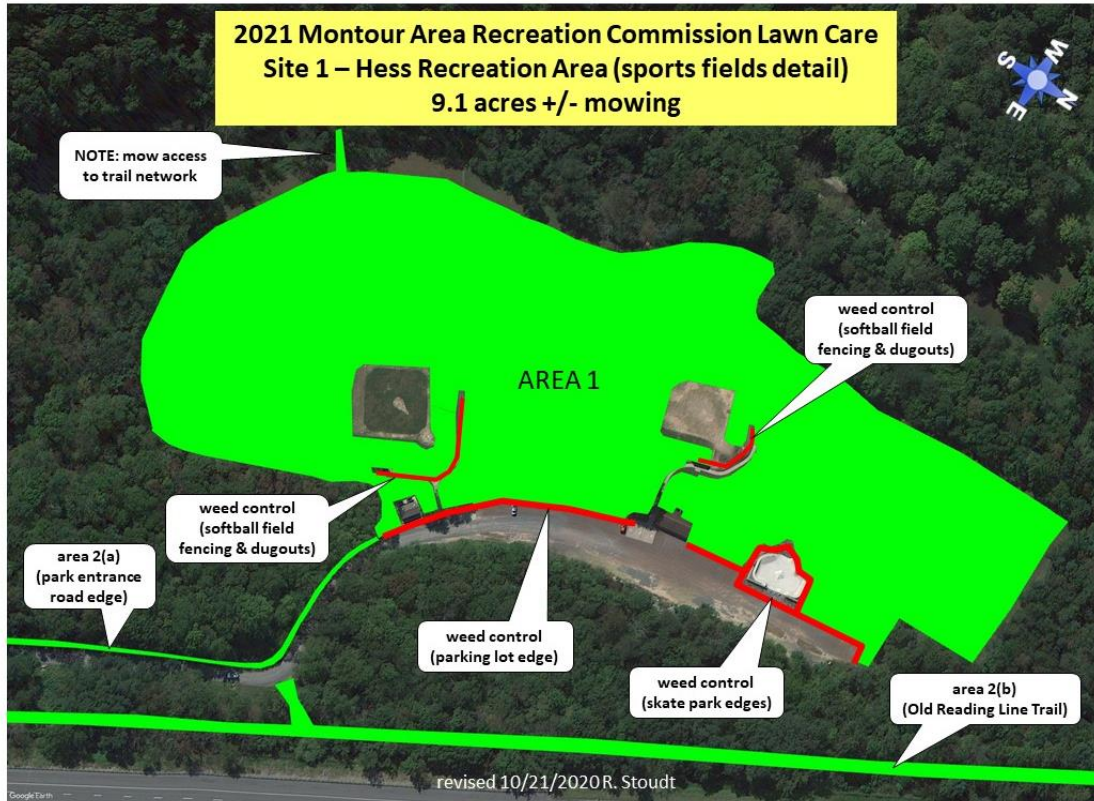 2021 Montour Area Recreation Commission Lawn Care
Site 1 – Hess Recreation Area (sports fields detail)
9.1 acres +/- mowing
S
W
E
N
NOTE: mow access
to trail network
weed control
(softball field
fencing & dugouts)
AREA 1
weed control
(softball field
fencing & dugouts)
area 2(a)
(park entrance
road edge)
weed control
(parking lot edge)
weed control
(skate park edges)
area 2(b)
(Old Reading Line Trail)
revised 10/21/2020 R. Stoudt
Google Earth